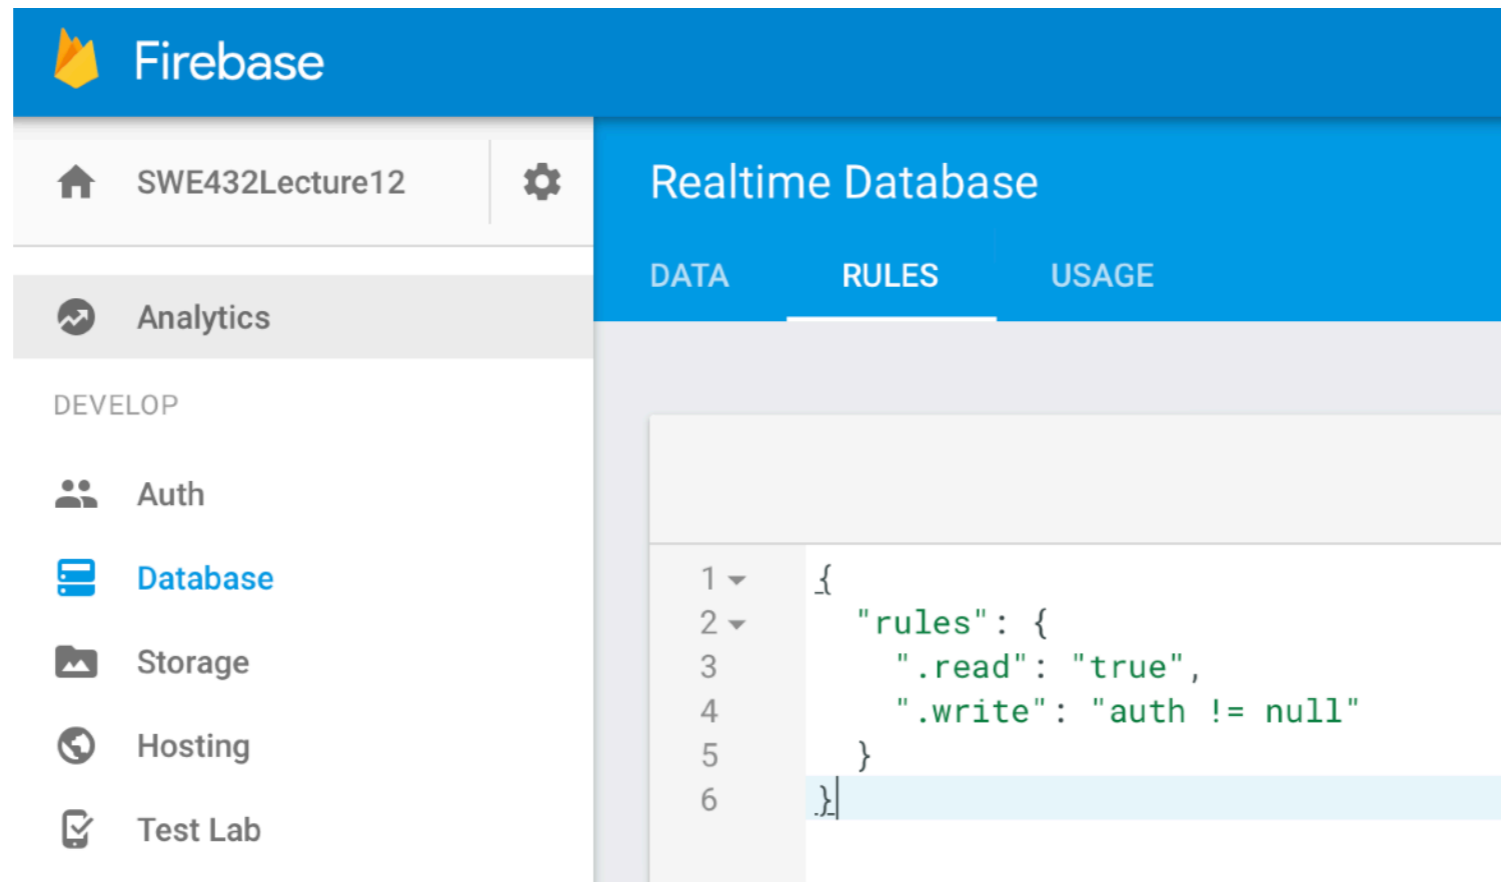 Firebase
SWE432Lecture12
Realtime Database
DATA RULES USAGE
Analytics
DEVELOP
Auth
Database
Storage
Hosting
Test Lab
1 {
2 "rules": {
3 ".read": "true",
4 ".write": "auth != null"
5 }
6 }